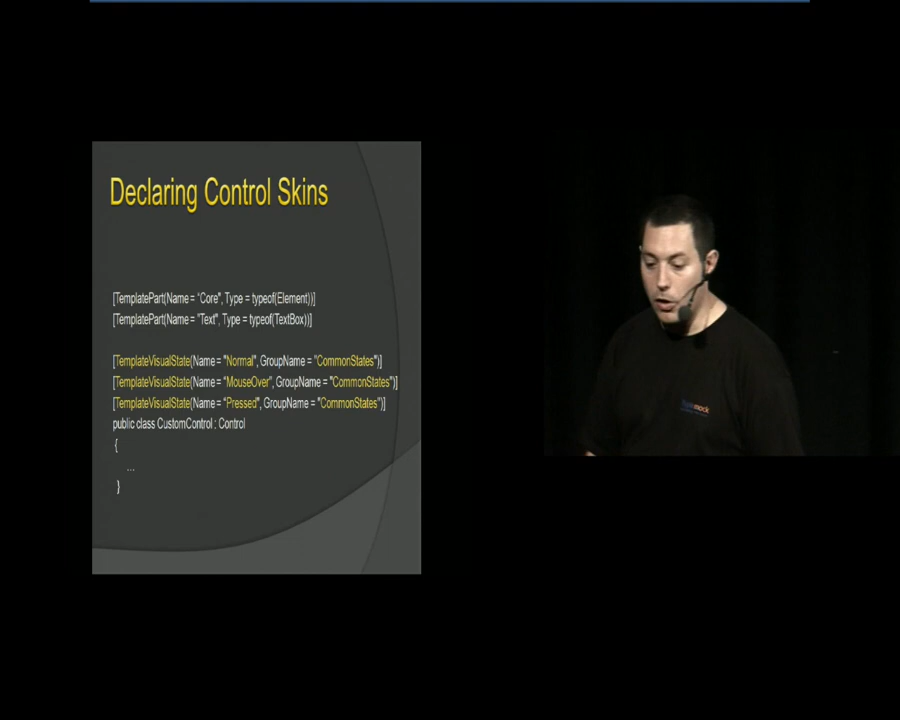 Declaring Control Skins
[TemplatePart(Name = "Core", Type = typeof(Element))]
[TemplatePart(Name = "Text", Type = typeof(TextBox))]
[TemplateVisualState(Name = "Normal", GroupName = "CommonStates")]
[TemplateVisualState(Name = "MouseOver", GroupName = "CommonStates")]
[TemplateVisualState(Name = "Pressed", GroupName = "CommonStates")]
public class CustomControl : Control
{
...
}